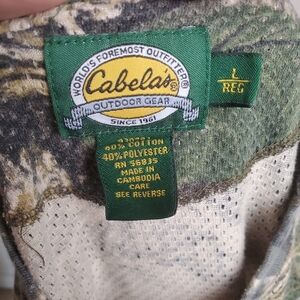 WORLD'S FOREMOST OUTFITTER®
Cabela's®
OUTDOOR GEAR
SINCE 1961
L
REG
60% COTTON
40% POLYESTER
RN 56835
MADE IN
CAMBODIA
CARE
SEE REVERSE